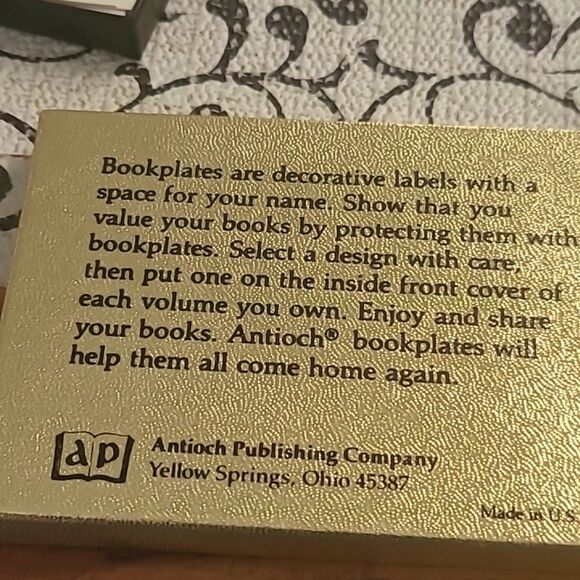 Bookplates are decorative labels with a
space for your name. Show that you
value your books by protecting them with
bookplates. Select a design with care,
then put one on the inside front cover of
each volume you own. Enjoy and share
your books. Antioch® bookplates will
help them all come home again.
ap
Antioch Publishing Company
Yellow Springs, Ohio 45387
Made in U.S.